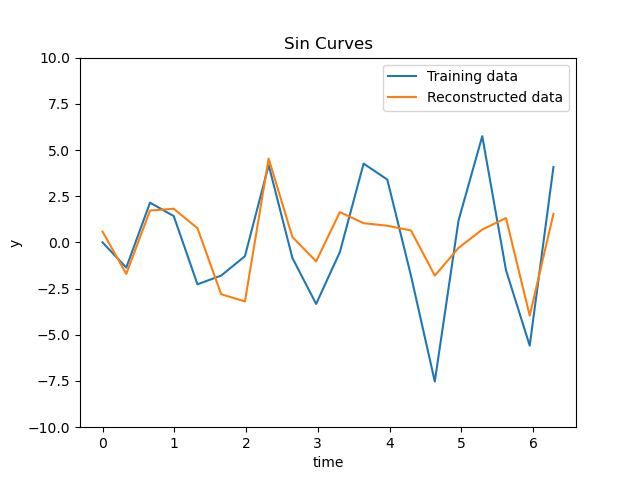 Sin Curves
Training data
Reconstructed data
10.0
7.5
5.0
2.5
0.0
−2.5
−5.0
−7.5
−10.0
y
0 1 2 3 4 5 6
time